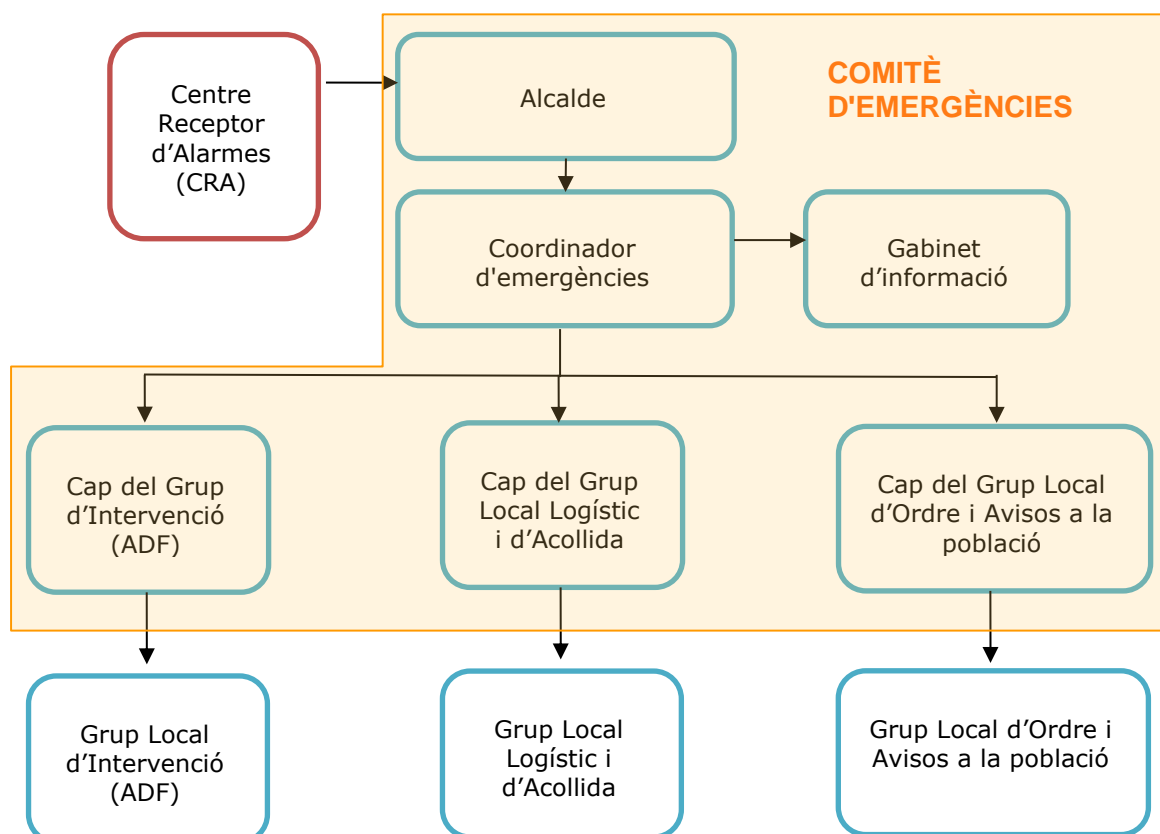 Centre
Receptor
d’Alarmes
(CRA)
Alcalde
COMITÈ
D'EMERGÈNCIES
Coordinador
d'emergències
Gabinet
d’informació
Cap del Grup
d’Intervenció
(ADF)
Cap del Grup
Local Logístic
i d’Acollida
Cap del Grup Local
d’Ordre i Avisos a la
població
Grup Local
d’Intervenció
(ADF)
Grup Local
Logístic i
d’Acollida
Grup Local d’Ordre i
Avisos a la població